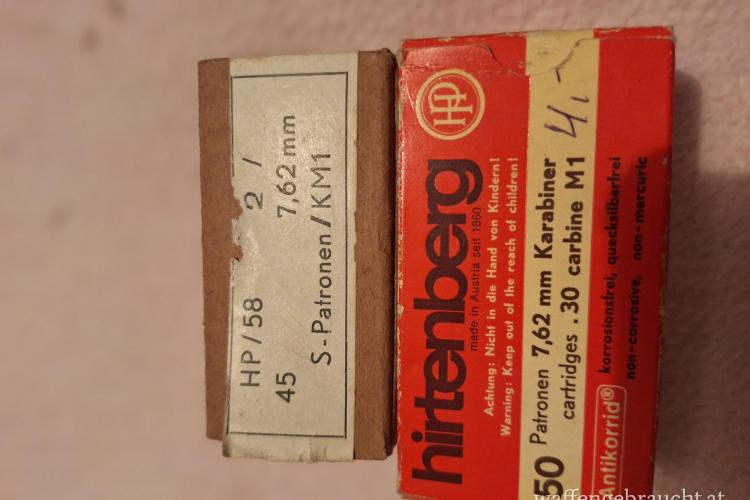 HP/58 2/
45 7,62 mm
S-Patronen/KM1
HP
hirtenberg
made in Austria seit 1860
Achtung: Nicht in die Hand von Kindern!
Warning: Keep out of the reach of children!
50 Patronen 7,62 mm Karabiner
cartridges .30 carbine M1
4,-
Antikorrid®
korrosionsfrei, quecksilberfrei
non-corrosive, non-mercuric
waffengebraucht.at